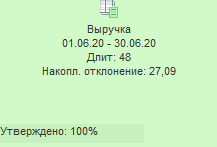 Выручка
01.06.20 - 30.06.20
Длит: 48
Накопл. отклонение: 27,09
Утверждено: 100%